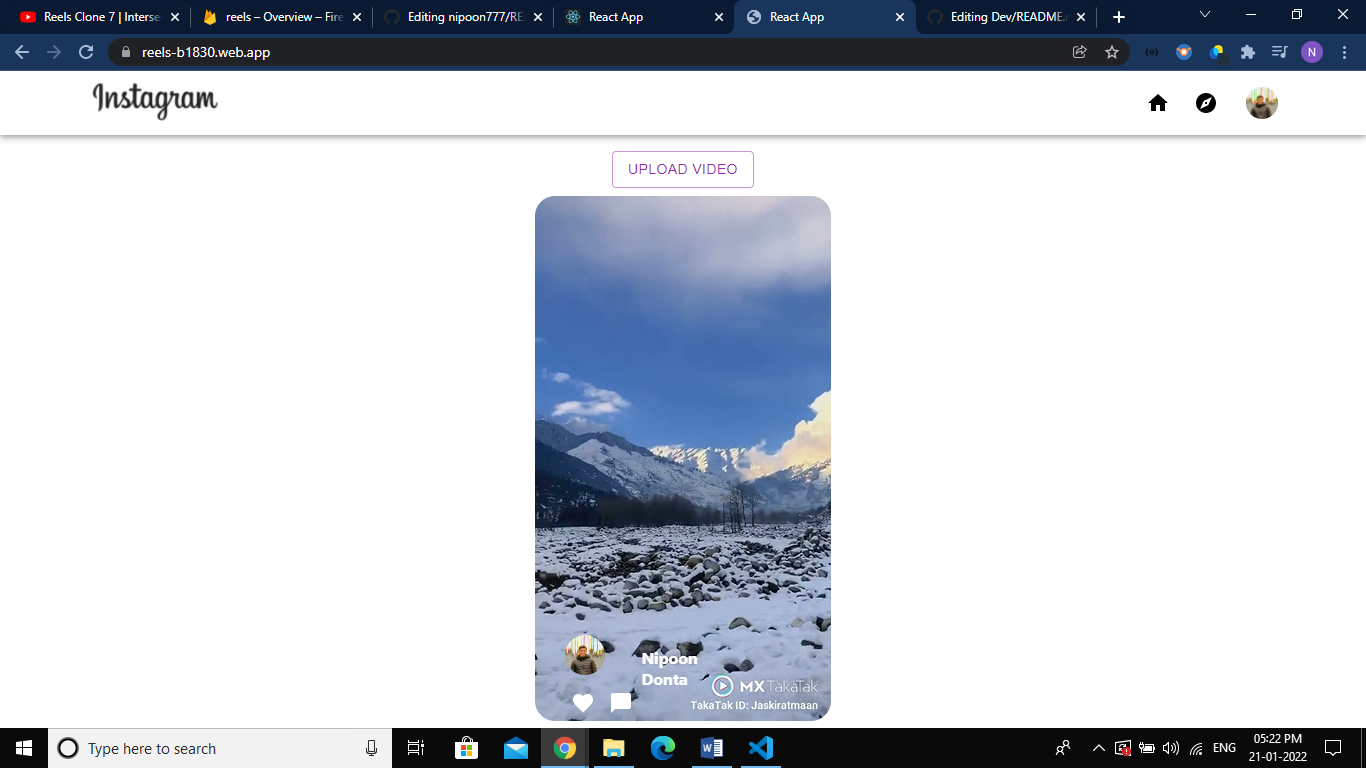 Reels Clone 7 | Interse
reels – Overview – Fire
Editing nipoon777/RE
React App
React App
Editing Dev/README.
reels-b1830.web.app
N
Instagram
UPLOAD VIDEO
Nipoon
Donta
MXTakaTak
TakaTak ID: Jaskiratmaan
Type here to search
ENG
05:22 PM
21-01-2022